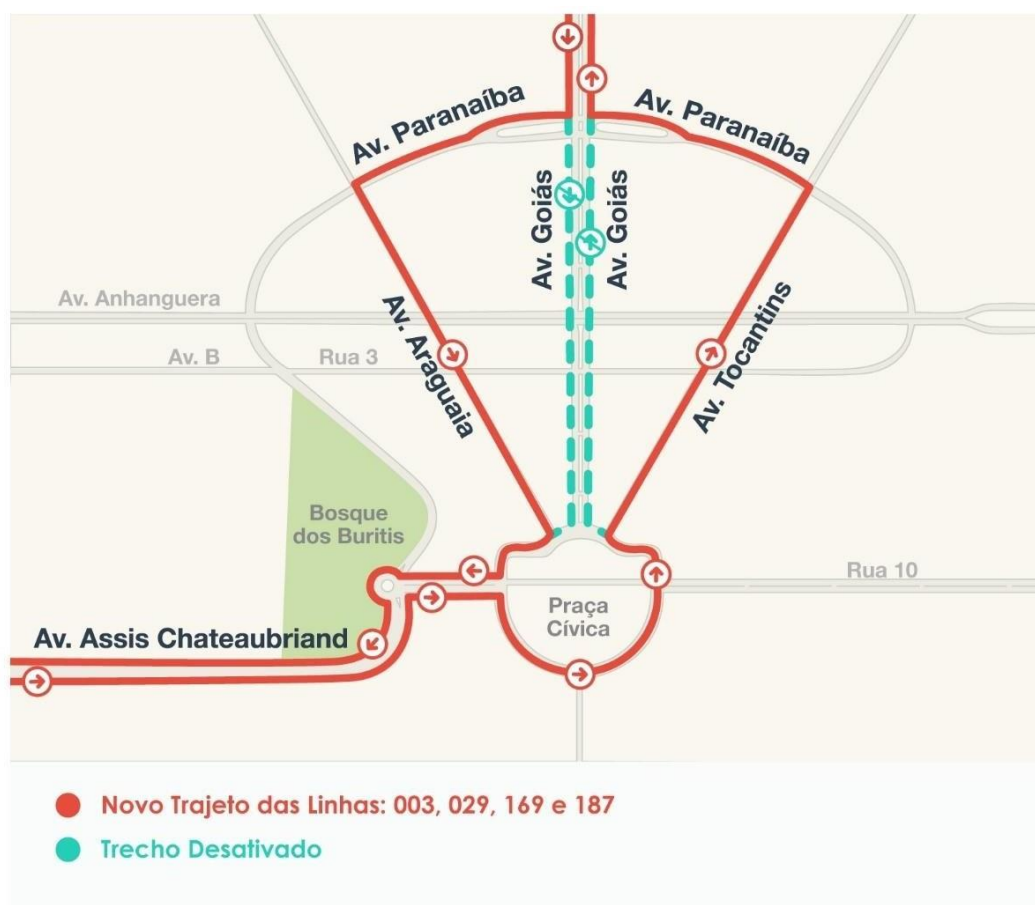 Av. Paranaíba
Av. Paranaíba
Av. Goiás
Av. Goiás
Av. Anhanguera
Av. Araguaia
Av. Tocantins
Av. B
Rua 3
Bosque
dos Buritis
Rua 10
Praça
Cívica
Av. Assis Chateaubriand
Novo Trajeto das Linhas: 003, 029, 169 e 187
Trecho Desativado